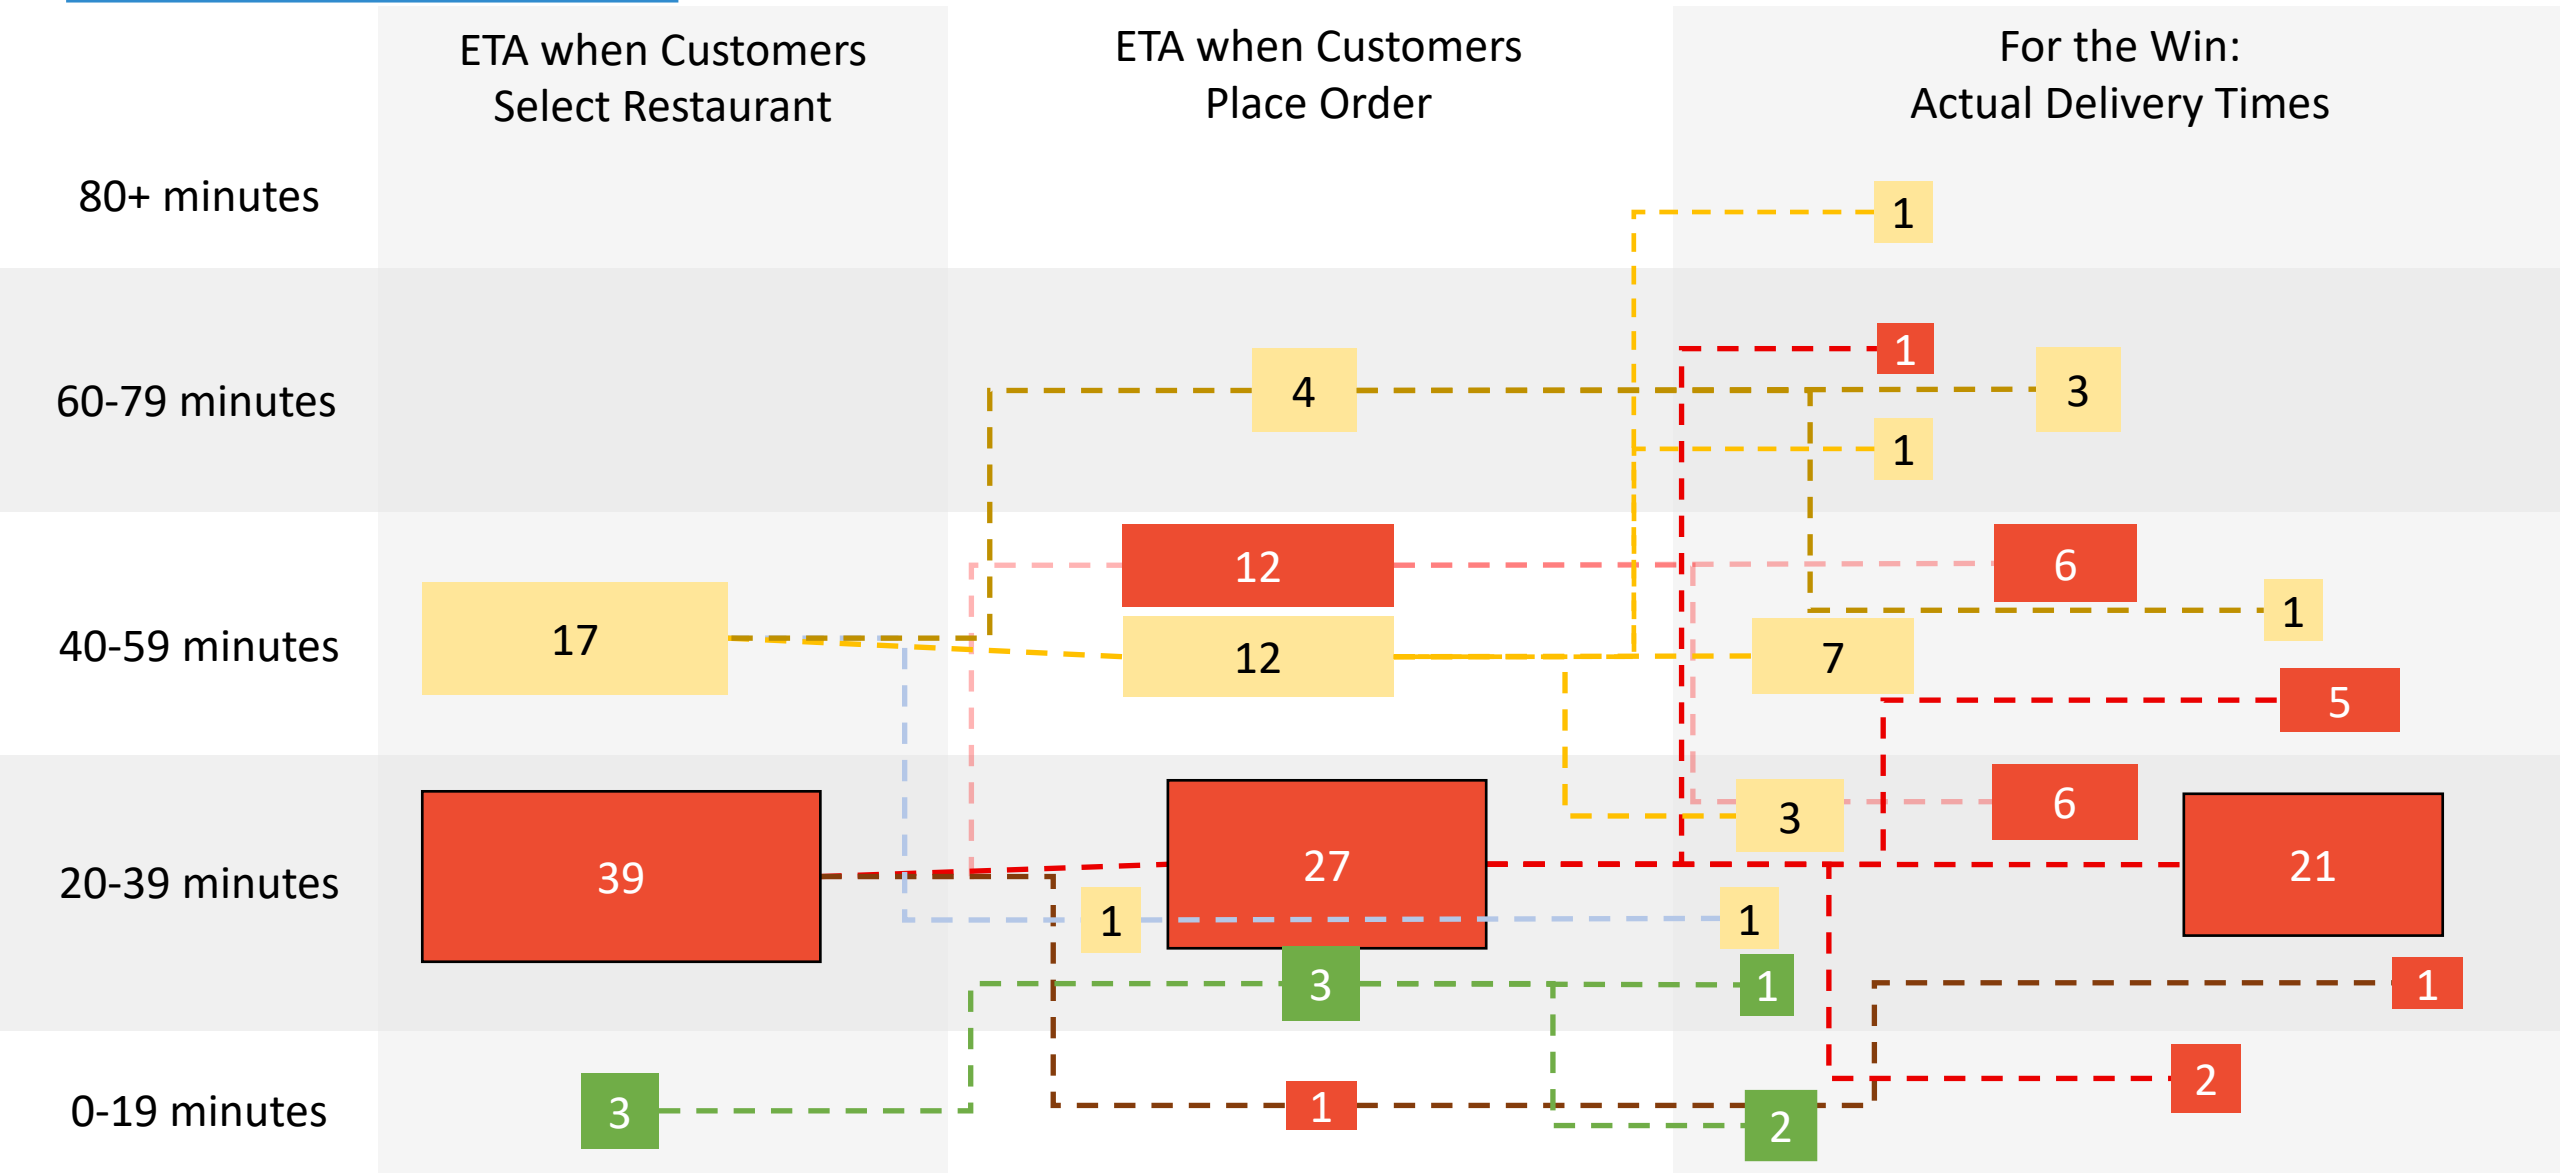 ETA when Customers
Select Restaurant
ETA when Customers
Place Order
For the Win:
Actual Delivery Times
80+ minutes
1
60-79 minutes
1
4
3
1
40-59 minutes
12
6
17
12
7
1
5
20-39 minutes
39
27
3
6
21
1
1
3
1
1
0-19 minutes
3
1
2
2